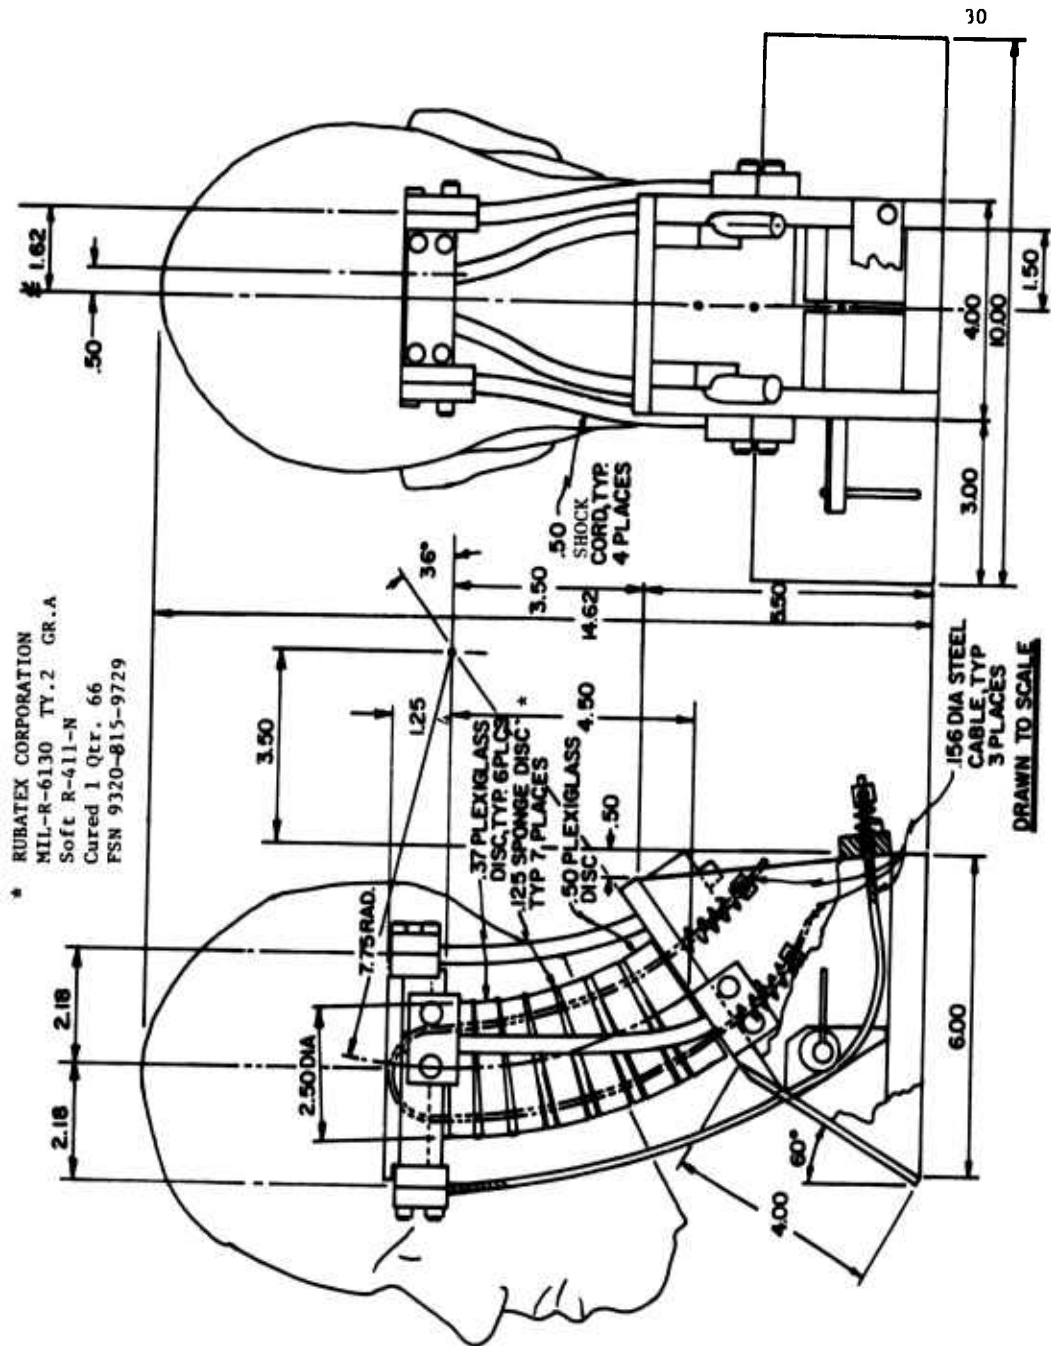 30
* RUBATEX CORPORATION
MIL-R-6130 TY.2 GR.A
Soft R-411-N
Cured 1 Qtr. 66
FSN 9320-815-9729
2.18
2.18
7.75 RAD.
2.50 DIA
3.50
1.25
36°
.37 PLEXIGLASS
DISC, TYP. 6 PLCS
.125 SPONGE DISC *
TYP 7 PLACES
.50 PLEXIGLASS
DISC
4.50
.50
3.50
14.62
5.50
60°
4.00
6.00
.156 DIA STEEL
CABLE, TYP
3 PLACES
DRAWN TO SCALE
1.62
.50
.50
SHOCK
CORD, TYP.
4 PLACES
3.00
4.00
10.00
1.50